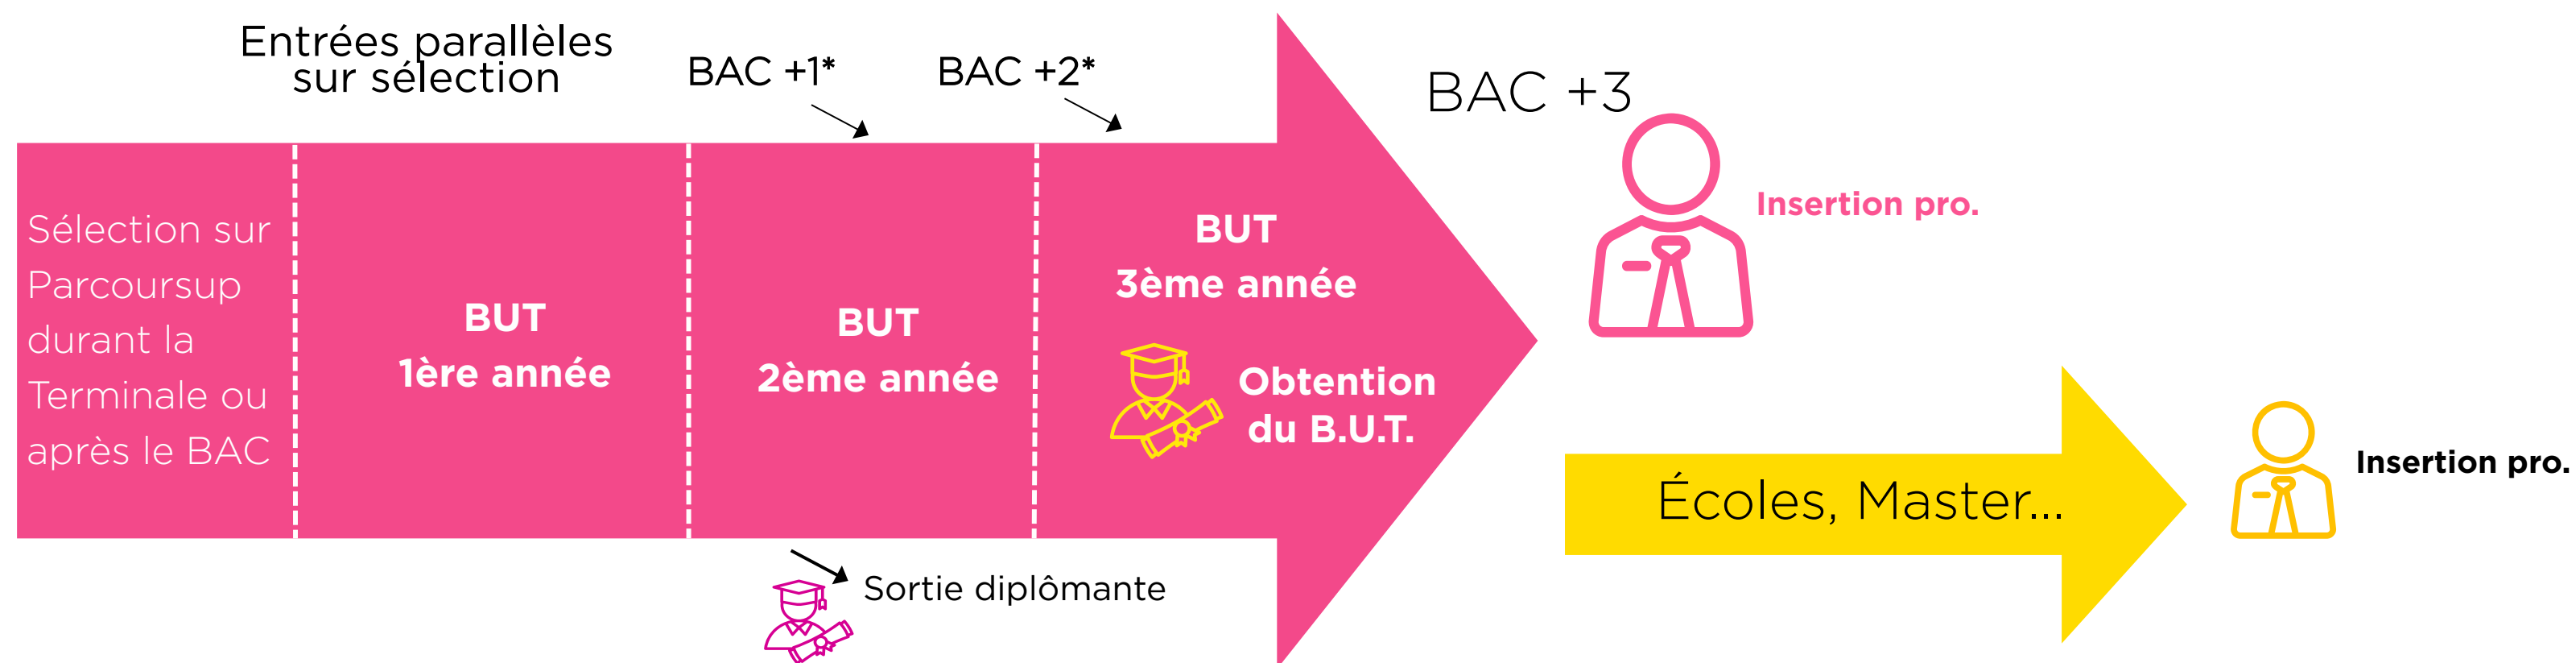 Entrées parallèles
sur sélection
BAC +1*
BAC +2*
BAC +3
Insertion pro.
Sélection sur
Parcoursup
durant la
Terminale ou
après le BAC
BUT
1ère année
BUT
2ème année
BUT
3ème année
Obtention
du B.U.T.
Sortie diplômante
Écoles, Master...
Insertion pro.